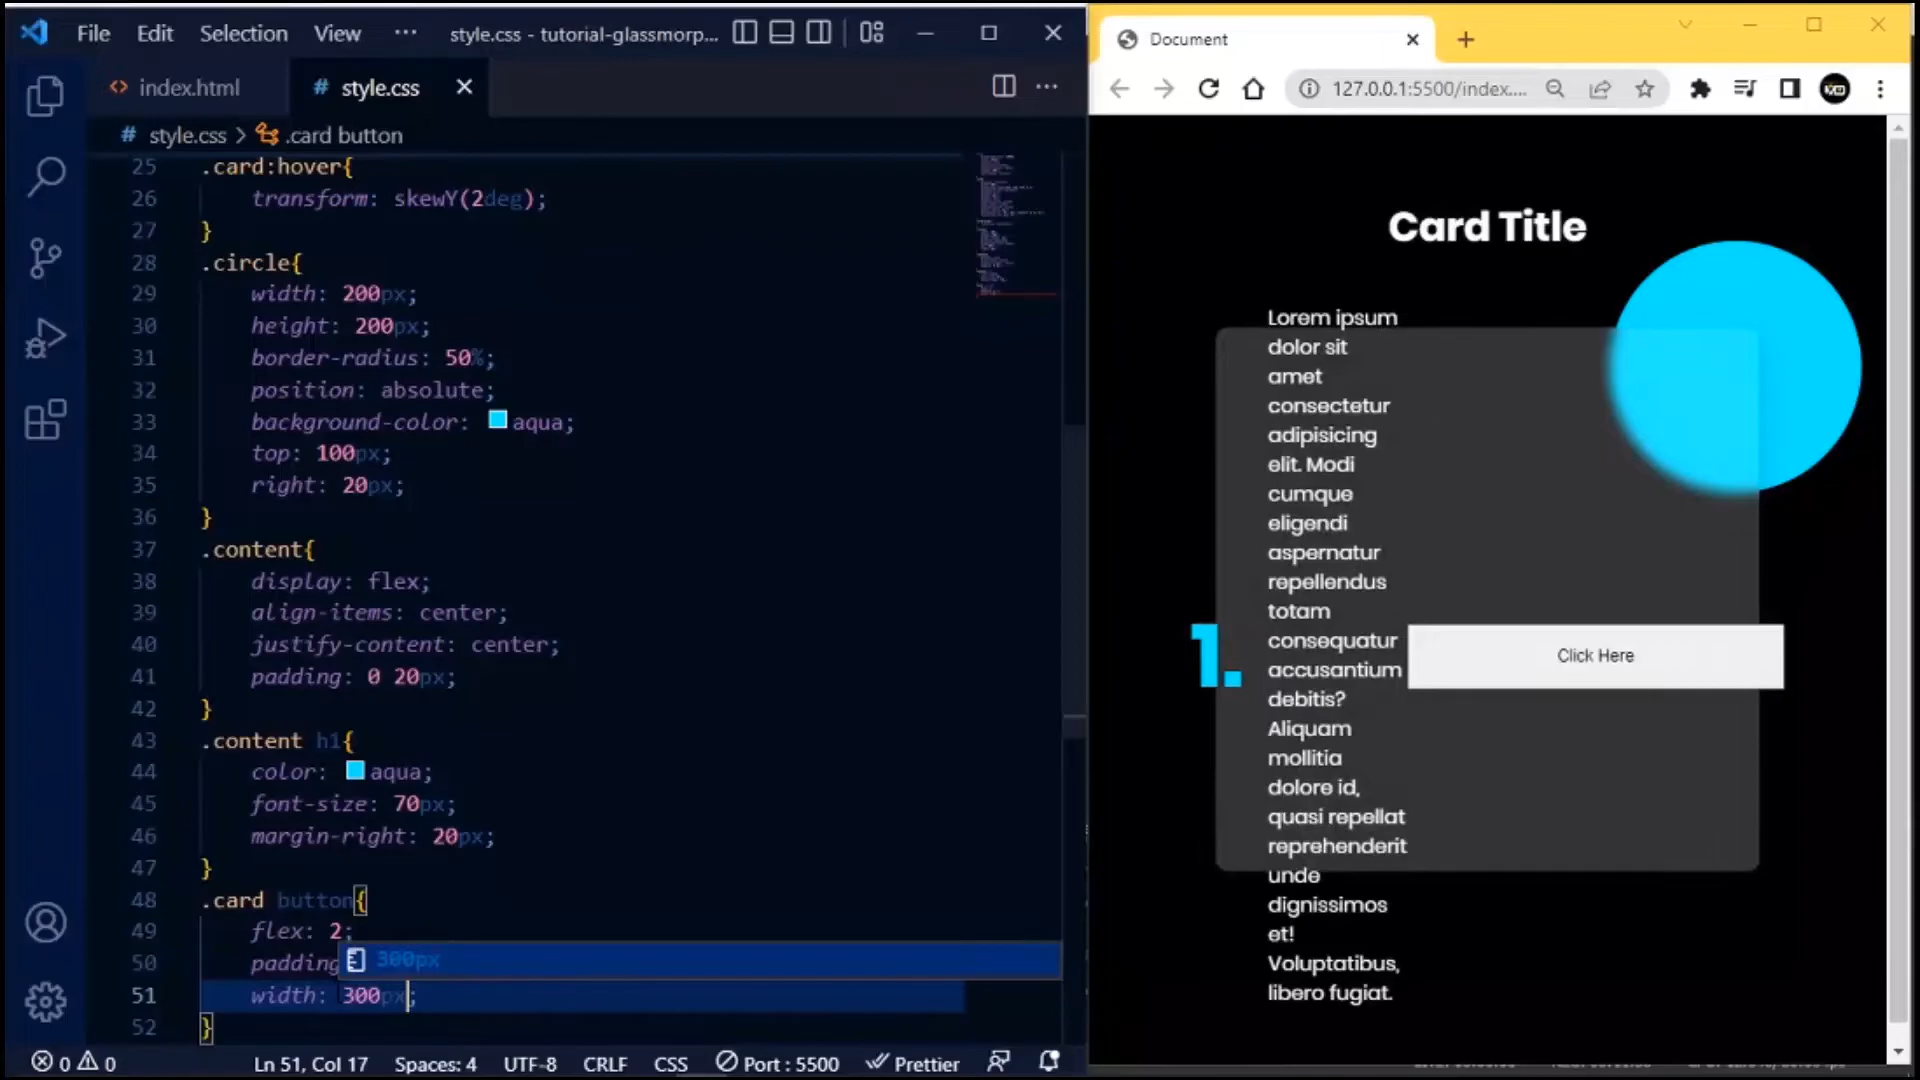 File Edit Selection View ··· style.css - tutorial-glassmorp...
index.html # style.css
# style.css > .card button
25 .card:hover{
26 transform: skewY(2deg);
27 }
28 .circle{
29 width: 200px;
30 height: 200px;
31 border-radius: 50%;
32 position: absolute;
33 background-color: aqua;
34 top: 100px;
35 right: 20px;
36 }
37 .content{
38 display: flex;
39 align-items: center;
40 justify-content: center;
41 padding: 0 20px;
42 }
43 .content h1{
44 color: aqua;
45 font-size: 70px;
46 margin-right: 20px;
47 }
48 .card button{
49 flex: 2;
50 padding
300px
51 width: 300px;
52 }
0 0 Ln 51, Col 17 Spaces: 4 UTF-8 CRLF CSS Port : 5500 Prettier
Document
127.0.0.1:5500/index....
Card Title
1.
Lorem ipsum
dolor sit
amet
consectetur
adipisicing
elit. Modi
cumque
eligendi
aspernatur
repellendus
totam
consequatur
accusantium
debitis?
Aliquam
mollitia
dolore id,
quasi repellat
reprehenderit
unde
dignissimos
et!
Voluptatibus,
libero fugiat.
Click Here